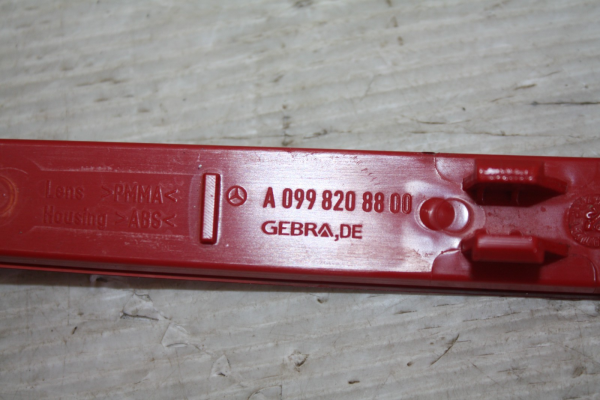 Lens >PMMA<
Housing >ABS<
A 099 820 88 00
GEBRA, DE